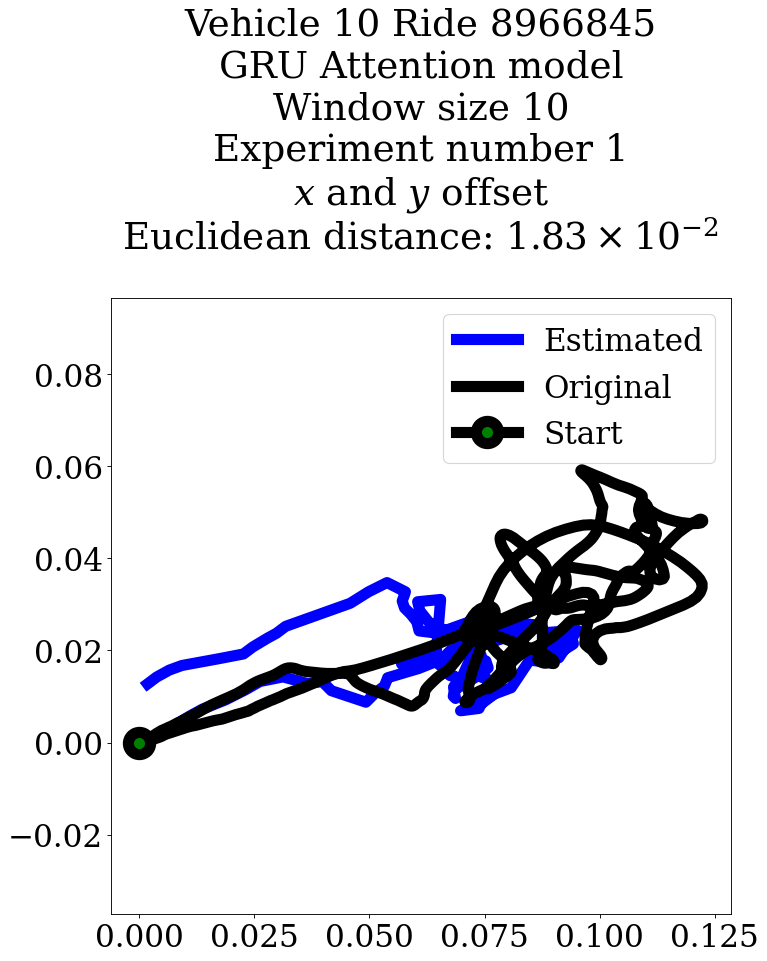 Vehicle 10 Ride 8966845
GRU Attention model
Window size 10
Experiment number 1
x and y offset
Euclidean distance: 1.83 × 10⁻²
Estimated
Original
Start
0.08
0.06
0.04
0.02
0.00
−0.02
0.000 0.025 0.050 0.075 0.100 0.125